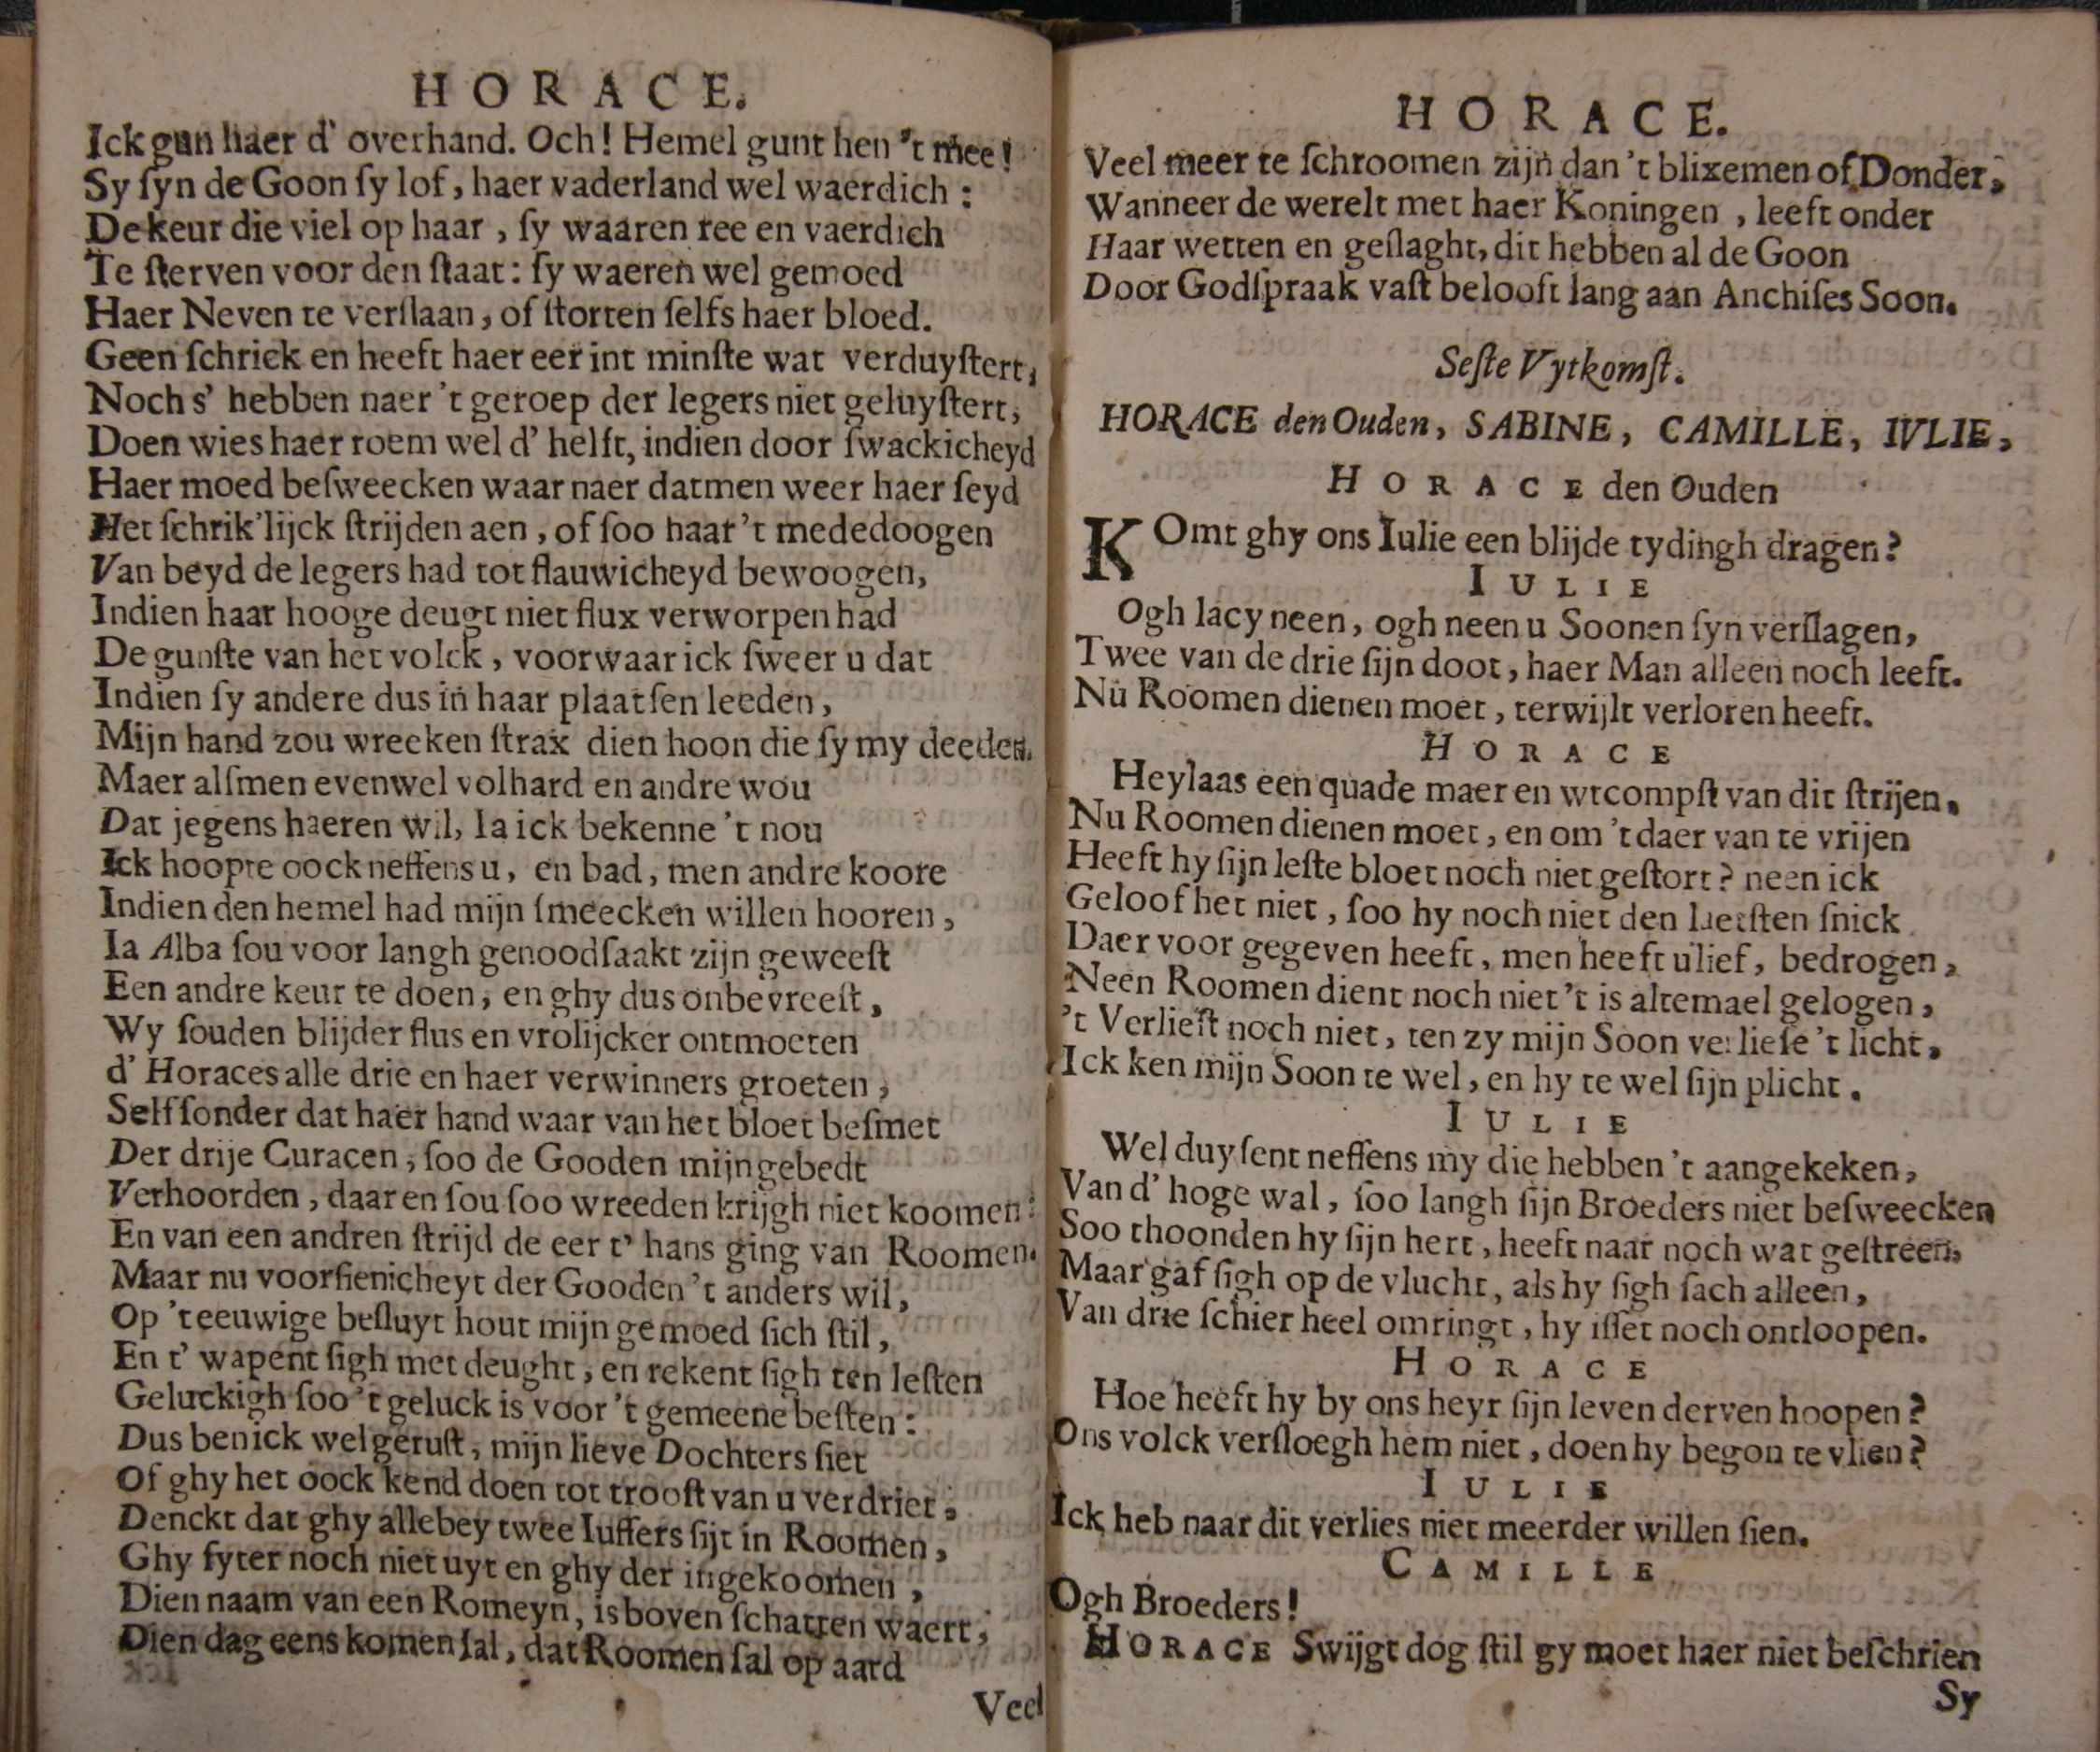 HORACE.
Ick gun haer d' overhand. Och! Hemel gunt hen 't mee!
Sy ſyn de Goon ſy lof, haer vaderland wel waerdich:
De keur die viel op haar, ſy waaren ree en vaerdich
Te ſterven voor den ſtaat: ſy waeren wel gemoed
Haer Neven te verſlaan, of ſtorten ſelfs haer bloed.
Geen ſchrick en heeft haer eer int minſte wat verduyſtert,
Noch s' hebben naer 't geroep der legers niet geluyſtert,
Doen wies haer roem wel d' helft, indien door ſwackicheyd
Haer moed beſweecken waar naer datmen weer haer ſeyd
Het ſchrik'lijck ſtrijden aen, of ſoo haar 't mededoogen
Van beyd de legers had tot flauwicheyd bewoogen,
Indien haar hooge deugt niet flux verworpen had
De gunſte van het volck, voorwaar ick ſweer u dat
Indien ſy andere dus in haar plaatſen leeden,
Mijn hand zou wreeken ſtrax dien hoon die ſy my deeden.
Maer alſmen evenwel volhard en andre wou
Dat jegens haeren wil, Ia ick bekenne 't nou
Ick hoopte oock neffens u, en bad, men andre koore
Indien den hemel had mijn ſmeecken willen hooren,
Ia Alba ſou voor langh genoodſaakt zijn geweeſt
Een andre keur te doen, en ghy dus onbevreeſt,
Wy ſouden blijder flus en vrolijcker ontmoeten
d' Horaces alle drie en haer verwinners groeten,
Self ſonder dat haer hand waar van het bloet beſmet
Der drije Curacen, ſoo de Gooden mijn gebedt
Verhoorden, daar en ſou ſoo wreeden krijgh niet koomen:
En van een andren ſtrijd de eer t' hans ging van Roomen.
Maar nu voorſienicheyt der Gooden 't anders wil,
Op 't eeuwige beſluyt hout mijn gemoed ſich ſtil,
En t' wapent ſigh met deught, en rekent ſigh ten leſten
Geluckigh ſoo 't geluck is voor 't gemeene beſten:
Dus ben ick wel geruſt, mijn lieve Dochters ſiet
Of ghy het oock kend doen tot trooſt van u verdriet,
Denckt dat ghy allebey twee Iuffers ſijt in Roomen,
Ghy ſyter noch niet uyt en ghy der ingekoomen,
Dien naam van een Romeyn, is boven ſchatten waert,
Dien dag eens komen ſal, dat Roomen ſal op aard
Veel
HORACE.
Veel meer te ſchroomen zijn dan 't blixemen of Donder,
Wanneer de werelt met haer Koningen, leeft onder
Haar wetten en geſlaght, dit hebben al de Goon
Door Godſpraak vaſt belooft lang aan Anchiſes Soon.
Seſte Vytkomſt.
HORACE den Ouden, SABINE, CAMILLE, IVLIE,
HORACE den Ouden
KOmt ghy ons Iulie een blijde tydingh dragen?
IULIE
Ogh lacy neen, ogh neen u Soonen ſyn verſlagen,
Twee van de drie ſijn doot, haer Man alleen noch leeft.
Nu Roomen dienen moet, terwijlt verloren heeft.
HORACE
Heylaas een quade maer en wtcompſt van dit ſtrijen.
Nu Roomen dienen moet, en om 't daer van te vrijen
Heeft hy ſijn leſte bloet noch niet geſtort? neen ick
Geloof het niet, ſoo hy noch niet den laetſten ſnick
Daer voor gegeven heeft, men heeft ulief, bedrogen,
Neen Roomen dient noch niet 't is altemael gelogen,
't Verlieſt noch niet, ten zy mijn Soon verlieſe 't licht,
Ick ken mijn Soon te wel, en hy te wel ſijn plicht.
IULIE
Wel duyſent neffens my die hebben 't aangekeken,
Van d' hoge wal, ſoo langh ſijn Broeders niet beſweecken
Soo thoonden hy ſijn hert, heeft naar noch wat geſtreen,
Maar gaf ſigh op de vlucht, als hy ſigh ſach alleen,
Van drie ſchier heel omringt, hy iſſet noch ontloopen.
HORACE
Hoe heeft hy by ons heyr ſijn leven derven hoopen?
Ons volck verſloegh hem niet, doen hy begon te vlien?
IULIE
Ick heb naar dit verlies niet meerder willen ſien.
CAMILLE
Ogh Broeders!
HORACE Swijgt dog ſtil gy moet haer niet beſchrien
Sy